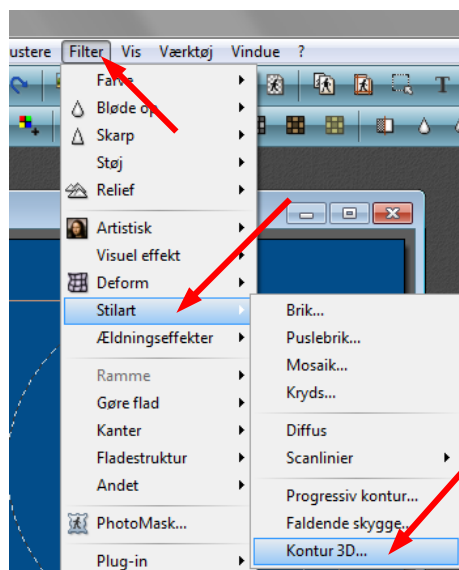 ustere Filter Vis Værktøj Vindue ?
Farve
Bløde op
Skarp
Støj
Relief
Artistisk
Visuel effekt
Deform
Stilart
Ældningseffekter
Ramme
Gøre flad
Kanter
Fladestruktur
Andet
PhotoMask...
Plug-in
Brik...
Puslebrik...
Mosaik...
Kryds...
Diffus
Scanlinier
Progressiv kontur...
Faldende skygge...
Kontur 3D...
T